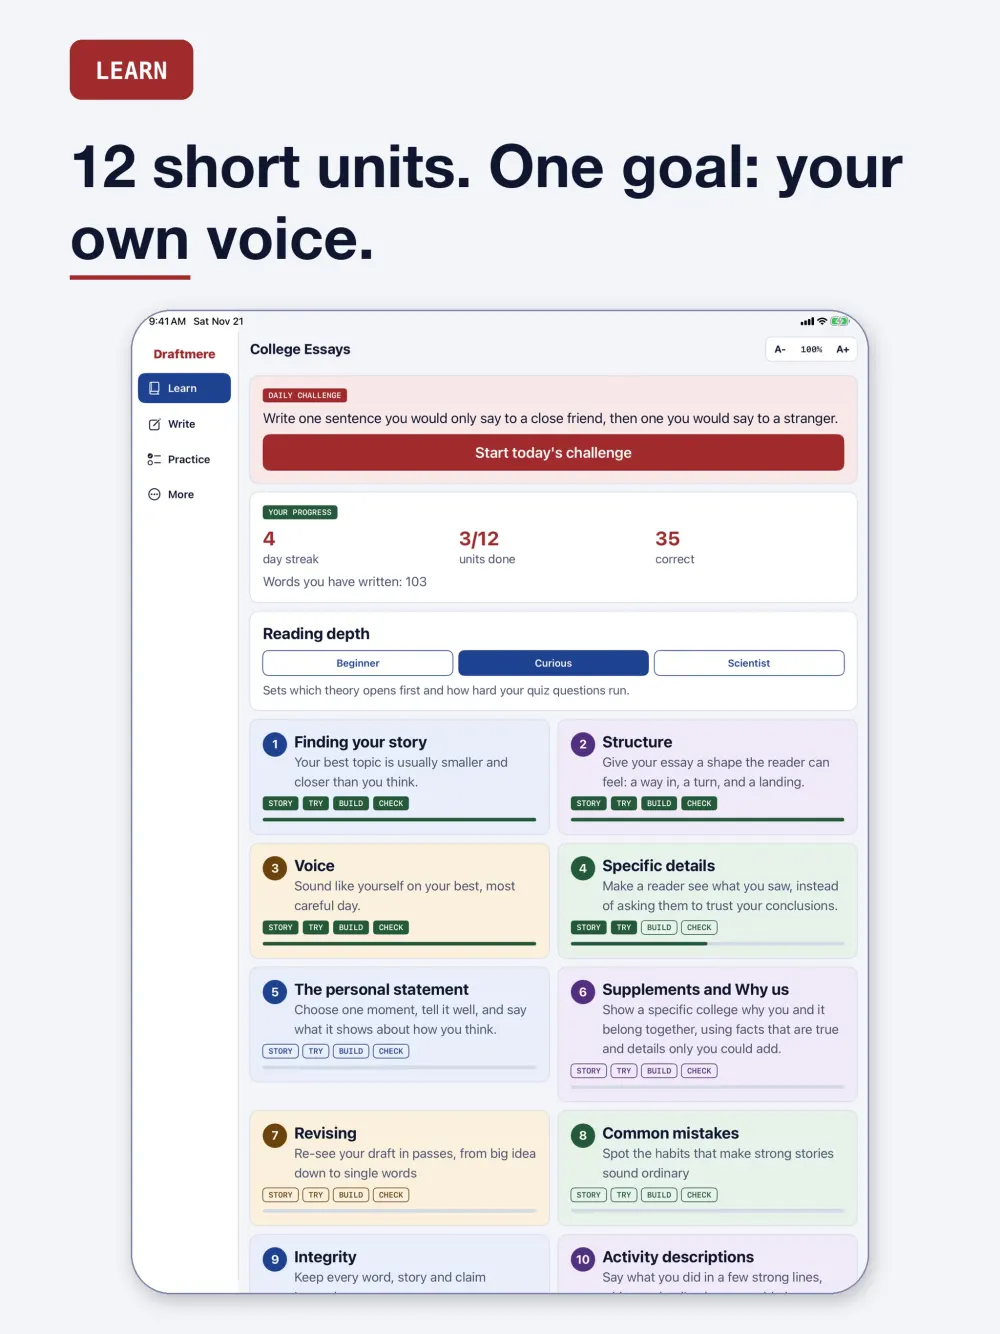 LEARN
12 short units. One goal: your
own voice.
9:41 AM Sat Nov 21
Draftmere
Learn
Write
Practice
More
College Essays
A- 100% A+
DAILY CHALLENGE
Write one sentence you would only say to a close friend, then one you would say to a stranger.
Start today's challenge
YOUR PROGRESS
4 3/12 35
day streak units done correct
Words you have written: 103
Reading depth
Beginner Curious Scientist
Sets which theory opens first and how hard your quiz questions run.
1 Finding your story
Your best topic is usually smaller and
closer than you think.
STORY TRY BUILD CHECK
2 Structure
Give your essay a shape the reader can
feel: a way in, a turn, and a landing.
STORY TRY BUILD CHECK
3 Voice
Sound like yourself on your best, most
careful day.
STORY TRY BUILD CHECK
4 Specific details
Make a reader see what you saw, instead
of asking them to trust your conclusions.
STORY TRY BUILD CHECK
5 The personal statement
Choose one moment, tell it well, and say
what it shows about how you think.
STORY TRY BUILD CHECK
6 Supplements and Why us
Show a specific college why you and it
belong together, using facts that are true
and details only you could add.
STORY TRY BUILD CHECK
7 Revising
Re-see your draft in passes, from big idea
down to single words
STORY TRY BUILD CHECK
8 Common mistakes
Spot the habits that make strong stories
sound ordinary
STORY TRY BUILD CHECK
9 Integrity
Keep every word, story and claim
10 Activity descriptions
Say what you did in a few strong lines,